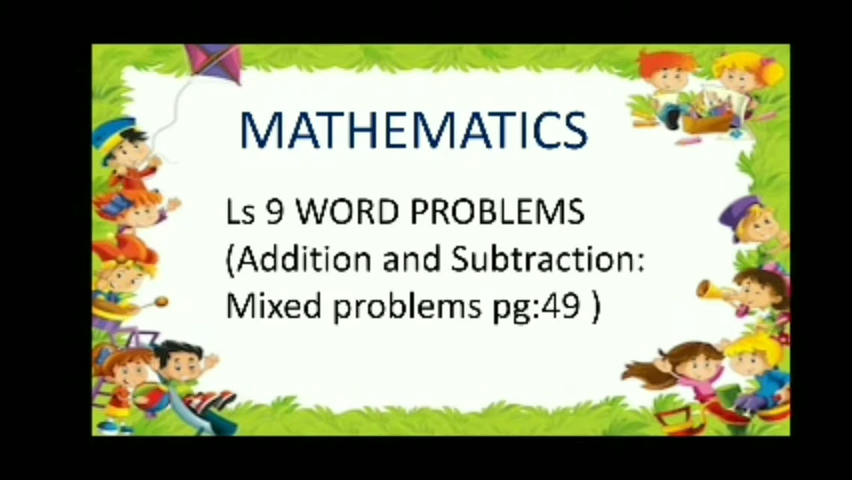 MATHEMATICS
Ls 9 WORD PROBLEMS
(Addition and Subtraction:
Mixed problems pg:49 )